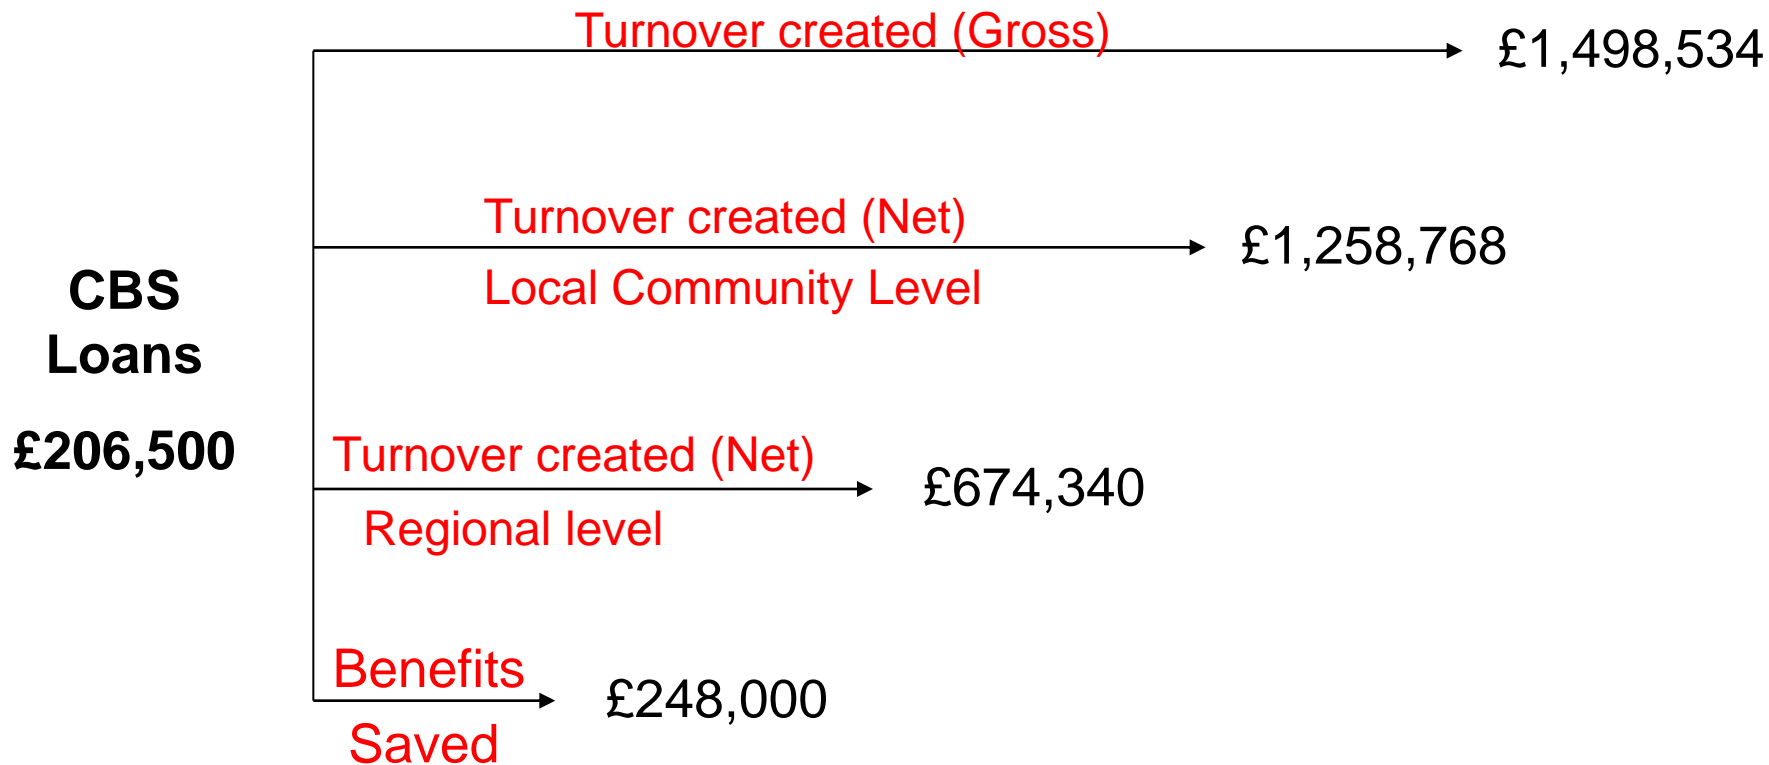 Turnover created (Gross)
£1,498,534
Turnover created (Net)
Local Community Level
£1,258,768
CBS
Loans
£206,500
Turnover created (Net)
Regional level
£674,340
Benefits
Saved
£248,000